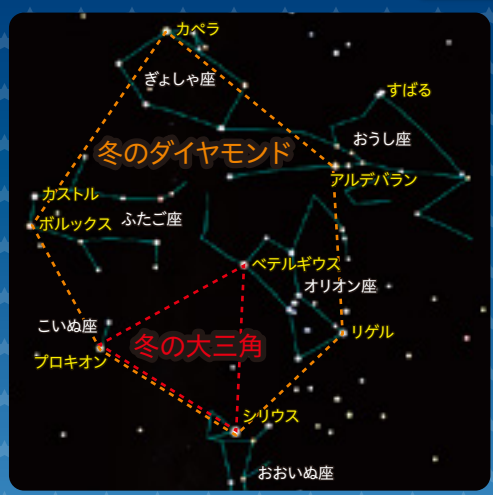 カペラ
ぎょしゃ座
すばる
おうし座
冬のダイヤモンド
アルデバラン
カストル
ポルックス
ふたご座
ベテルギウス
オリオン座
こいぬ座
冬の大三角
リゲル
プロキオン
シリウス
おおいぬ座